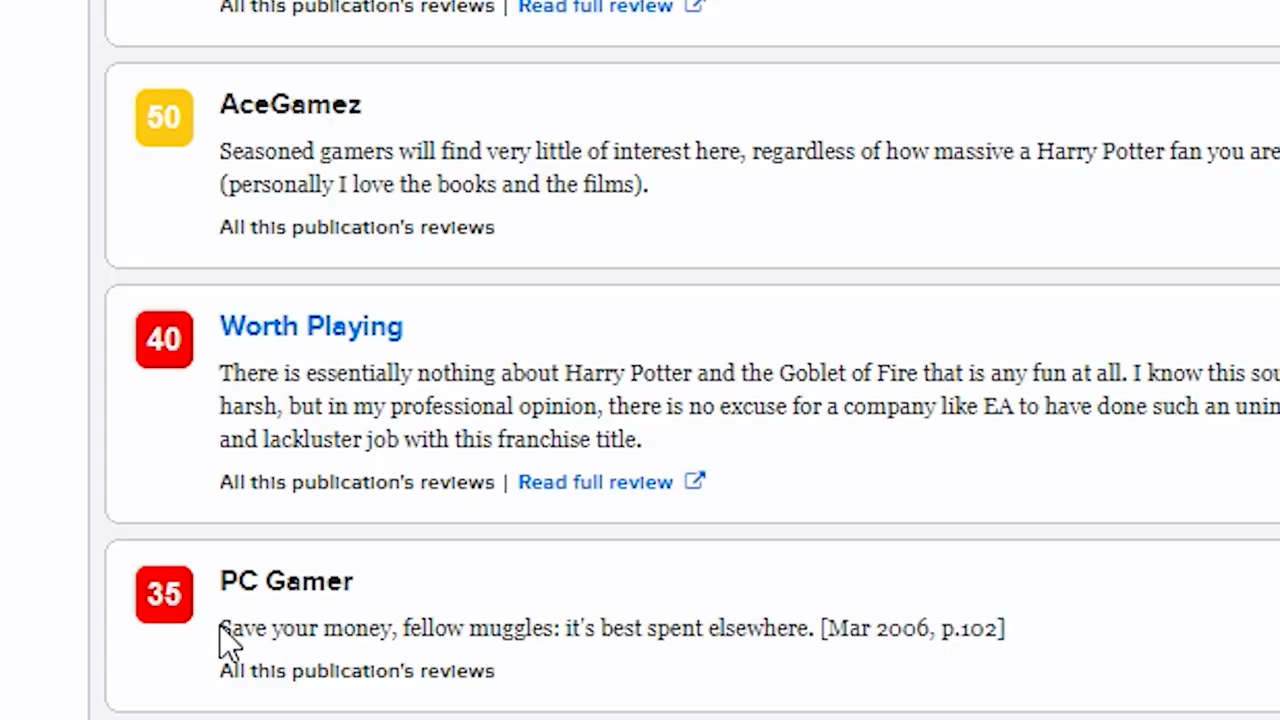 All this publication's reviews | Read full review
50
AceGamez
Seasoned gamers will find very little of interest here, regardless of how massive a Harry Potter fan you are
(personally I love the books and the films).
All this publication's reviews
40
Worth Playing
There is essentially nothing about Harry Potter and the Goblet of Fire that is any fun at all. I know this
harsh, but in my professional opinion, there is no excuse for a company like EA to have done such an
and lackluster job with this franchise title.
All this publication's reviews | Read full review
35
PC Gamer
Save your money, fellow muggles: it's best spent elsewhere. [Mar 2006, p.102]
All this publication's reviews